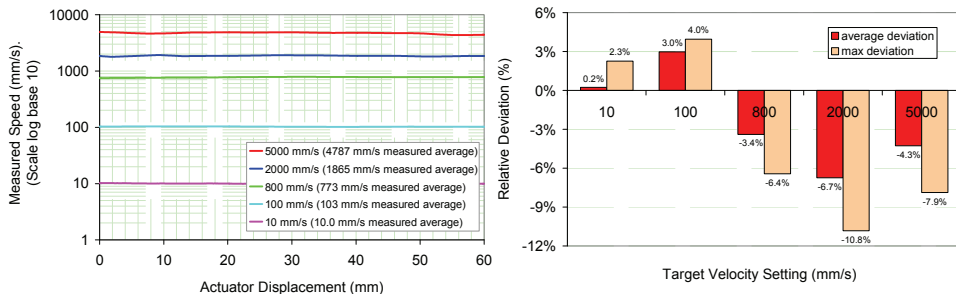 10000
1000
100
10
1
Measured Speed (mm/s).
(Scale log base 10)
5000 mm/s (4787 mm/s measured average)
2000 mm/s (1865 mm/s measured average)
800 mm/s (773 mm/s measured average)
100 mm/s (103 mm/s measured average)
10 mm/s (10.0 mm/s measured average)
0 10 20 30 40 50 60
Actuator Displacement (mm)
6%
3%
0%
-3%
-6%
-9%
-12%
Relative Deviation (%)
average deviation
max deviation
0.2% 2.3% 3.0% 4.0%
10 100 800 2000 5000
-3.4% -6.4% -6.7% -10.8% -4.3% -7.9%
Target Velocity Setting (mm/s)